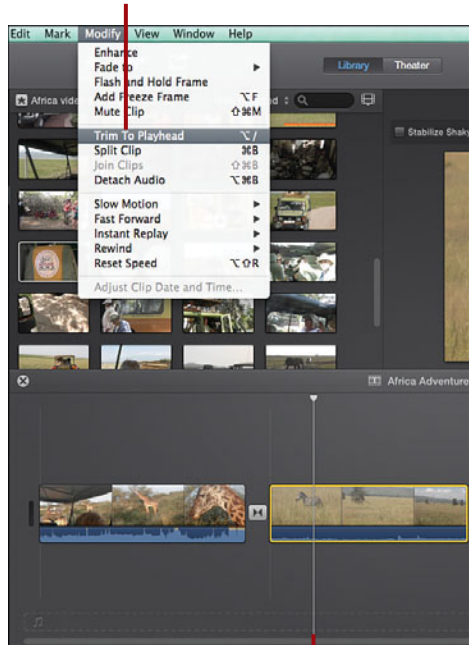 Edit Mark Modify View Window Help
Enhance
Fade to ▶
Flash and Hold Frame
Add Freeze Frame ⌥F
Mute Clip ⇧⌘M
Trim To Playhead ⌥/
Split Clip ⌘B
Join Clips ⇧⌘B
Detach Audio ⌥⌘B
Slow Motion ▶
Fast Forward ▶
Instant Replay ▶
Rewind ▶
Reset Speed ⌥⇧R
Adjust Clip Date and Time...
Library Theater
Africa vide
Stabilize Shaky
Africa Adventure